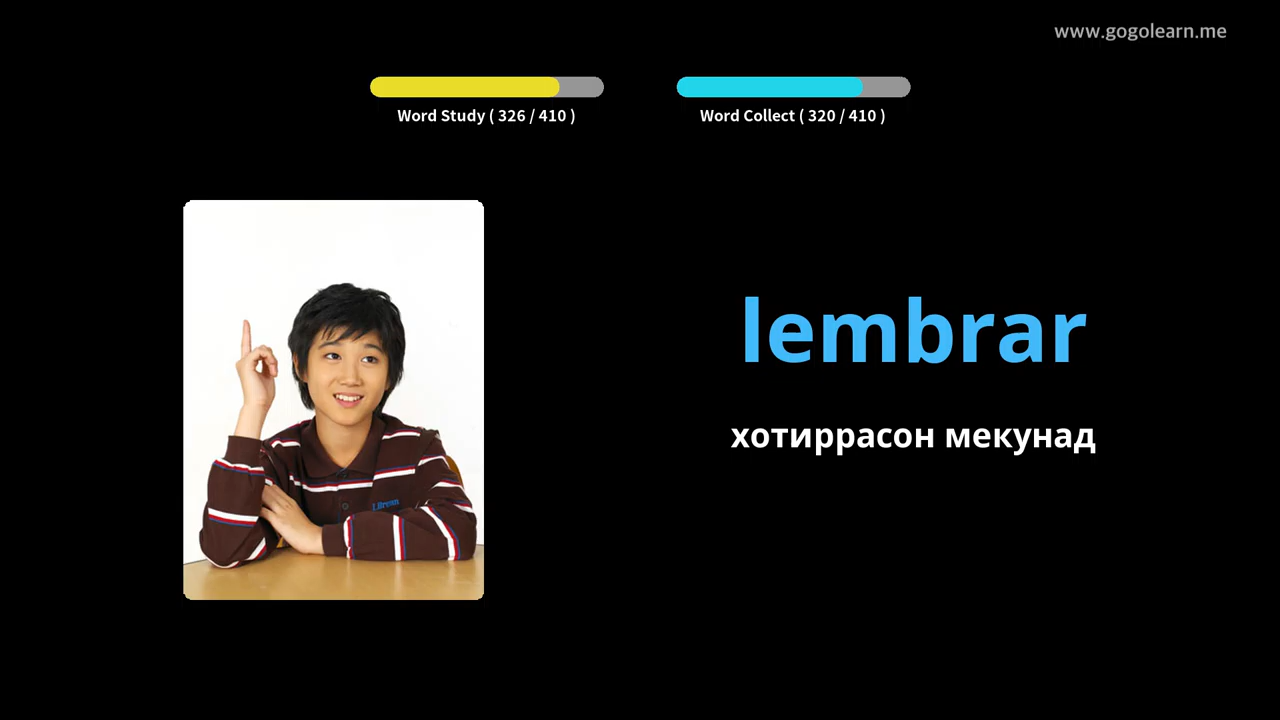 www.gogolearn.me
Word Study ( 326 / 410 )
Word Collect ( 320 / 410 )
lembrar
хотиррасон мекунад